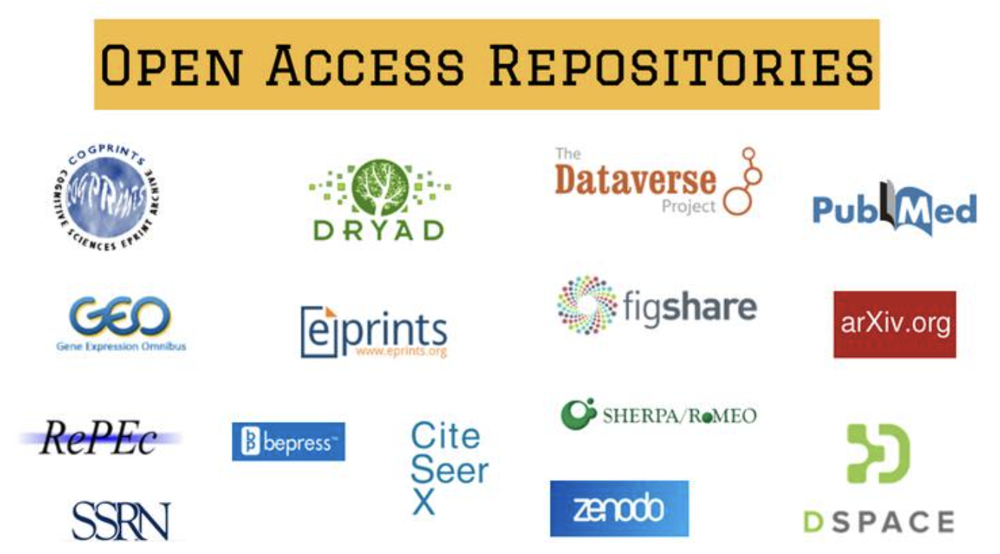 OPEN ACCESS REPOSITORIES
COGPRINTS
COGNITIVE SCIENCES EPRINT ARCHIVE
COGPRINTS
DRYAD
The
Dataverse
Project
PubMed
GEO
Gene Expression Omnibus
eprints
www.eprints.org
figshare
arXiv.org
RePEc
bepress™
Cite
Seer
X
SHERPA/RoMEO
SSRN
zenodo
DSPACE